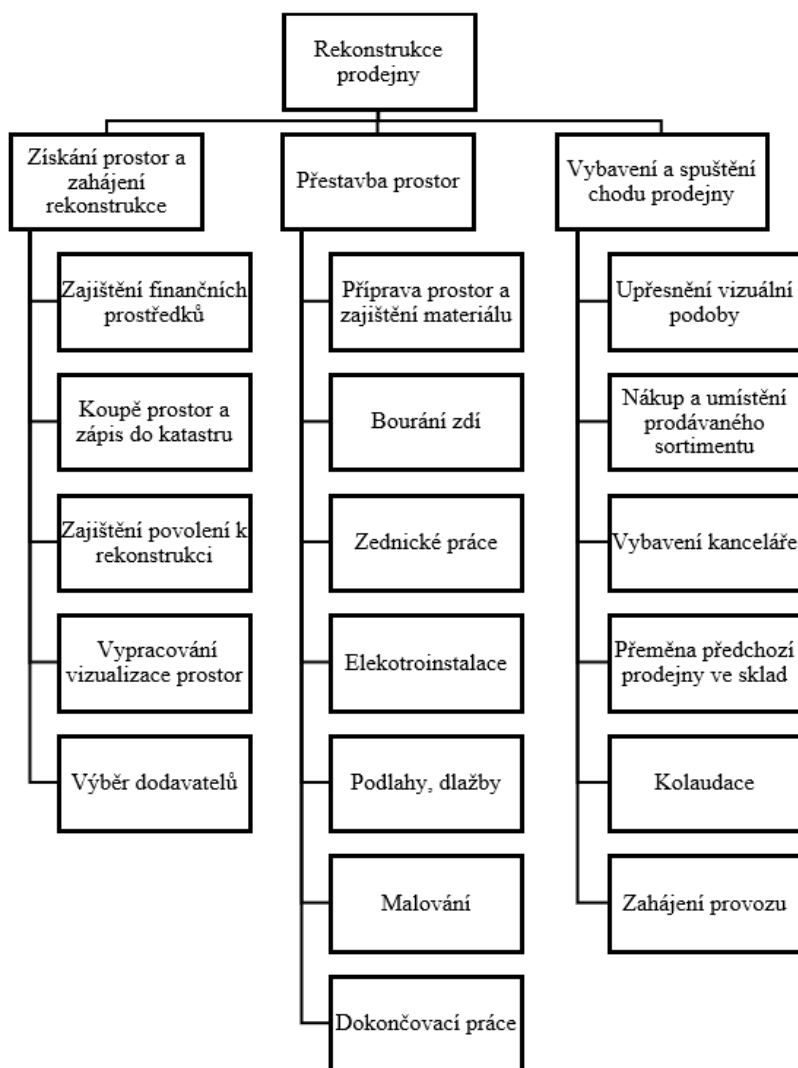 Rekonstrukce
prodejny
Získání prostor a
zahájení
rekonstrukce
Zajištění finančních
prostředků
Koupě prostor a
zápis do katastru
Zajištění povolení k
rekonstrukci
Vypracování
vizualizace prostor
Výběr dodavatelů
Přestavba prostor
Příprava prostor a
zajištění materiálu
Bourání zdí
Zednické práce
Elekotroinstalace
Podlahy, dlažby
Malování
Dokončovací práce
Vybavení a spuštění
chodu prodejny
Upřesnění vizuální
podoby
Nákup a umístění
prodávaného
sortimentu
Vybavení kanceláře
Přeměna předchozí
prodejny ve sklad
Kolaudace
Zahájení provozu